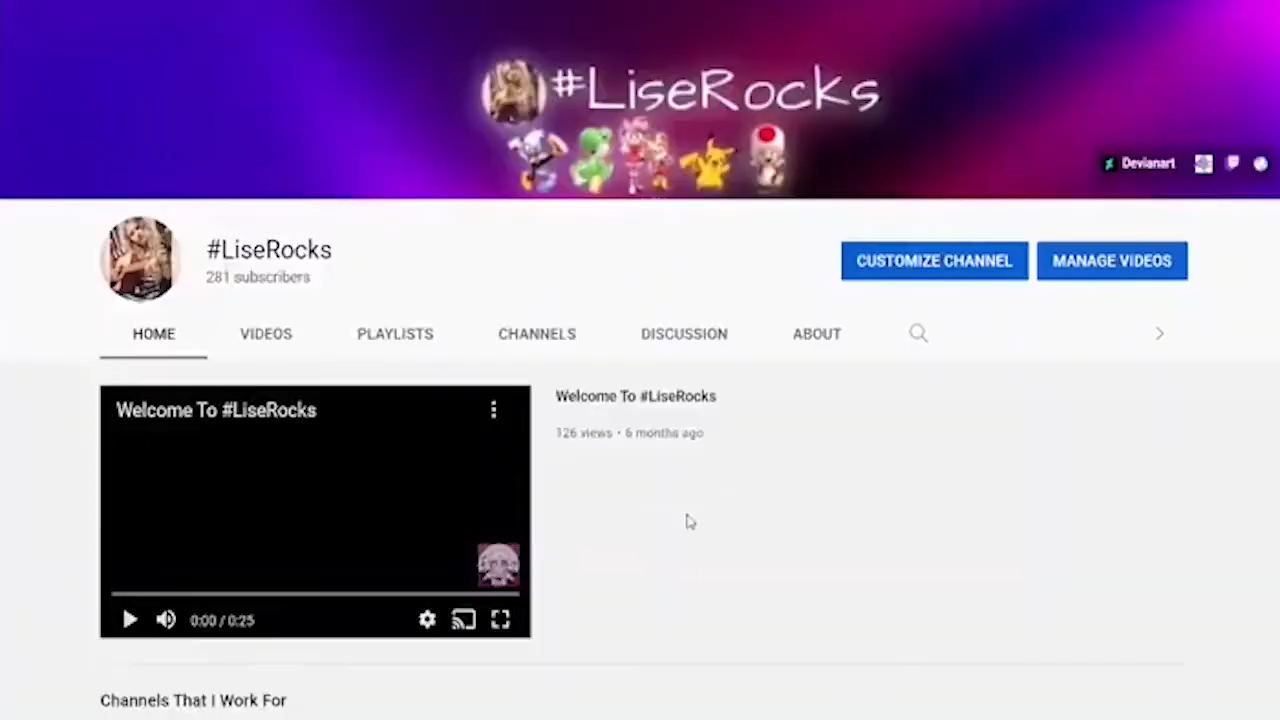 #LiseRocks
Devianart
#LiseRocks
281 subscribers
CUSTOMIZE CHANNEL
MANAGE VIDEOS
HOME
VIDEOS
PLAYLISTS
CHANNELS
DISCUSSION
ABOUT
Welcome To #LiseRocks
Welcome To #LiseRocks
126 views • 6 months ago
0:00 / 0:25
Channels That I Work For